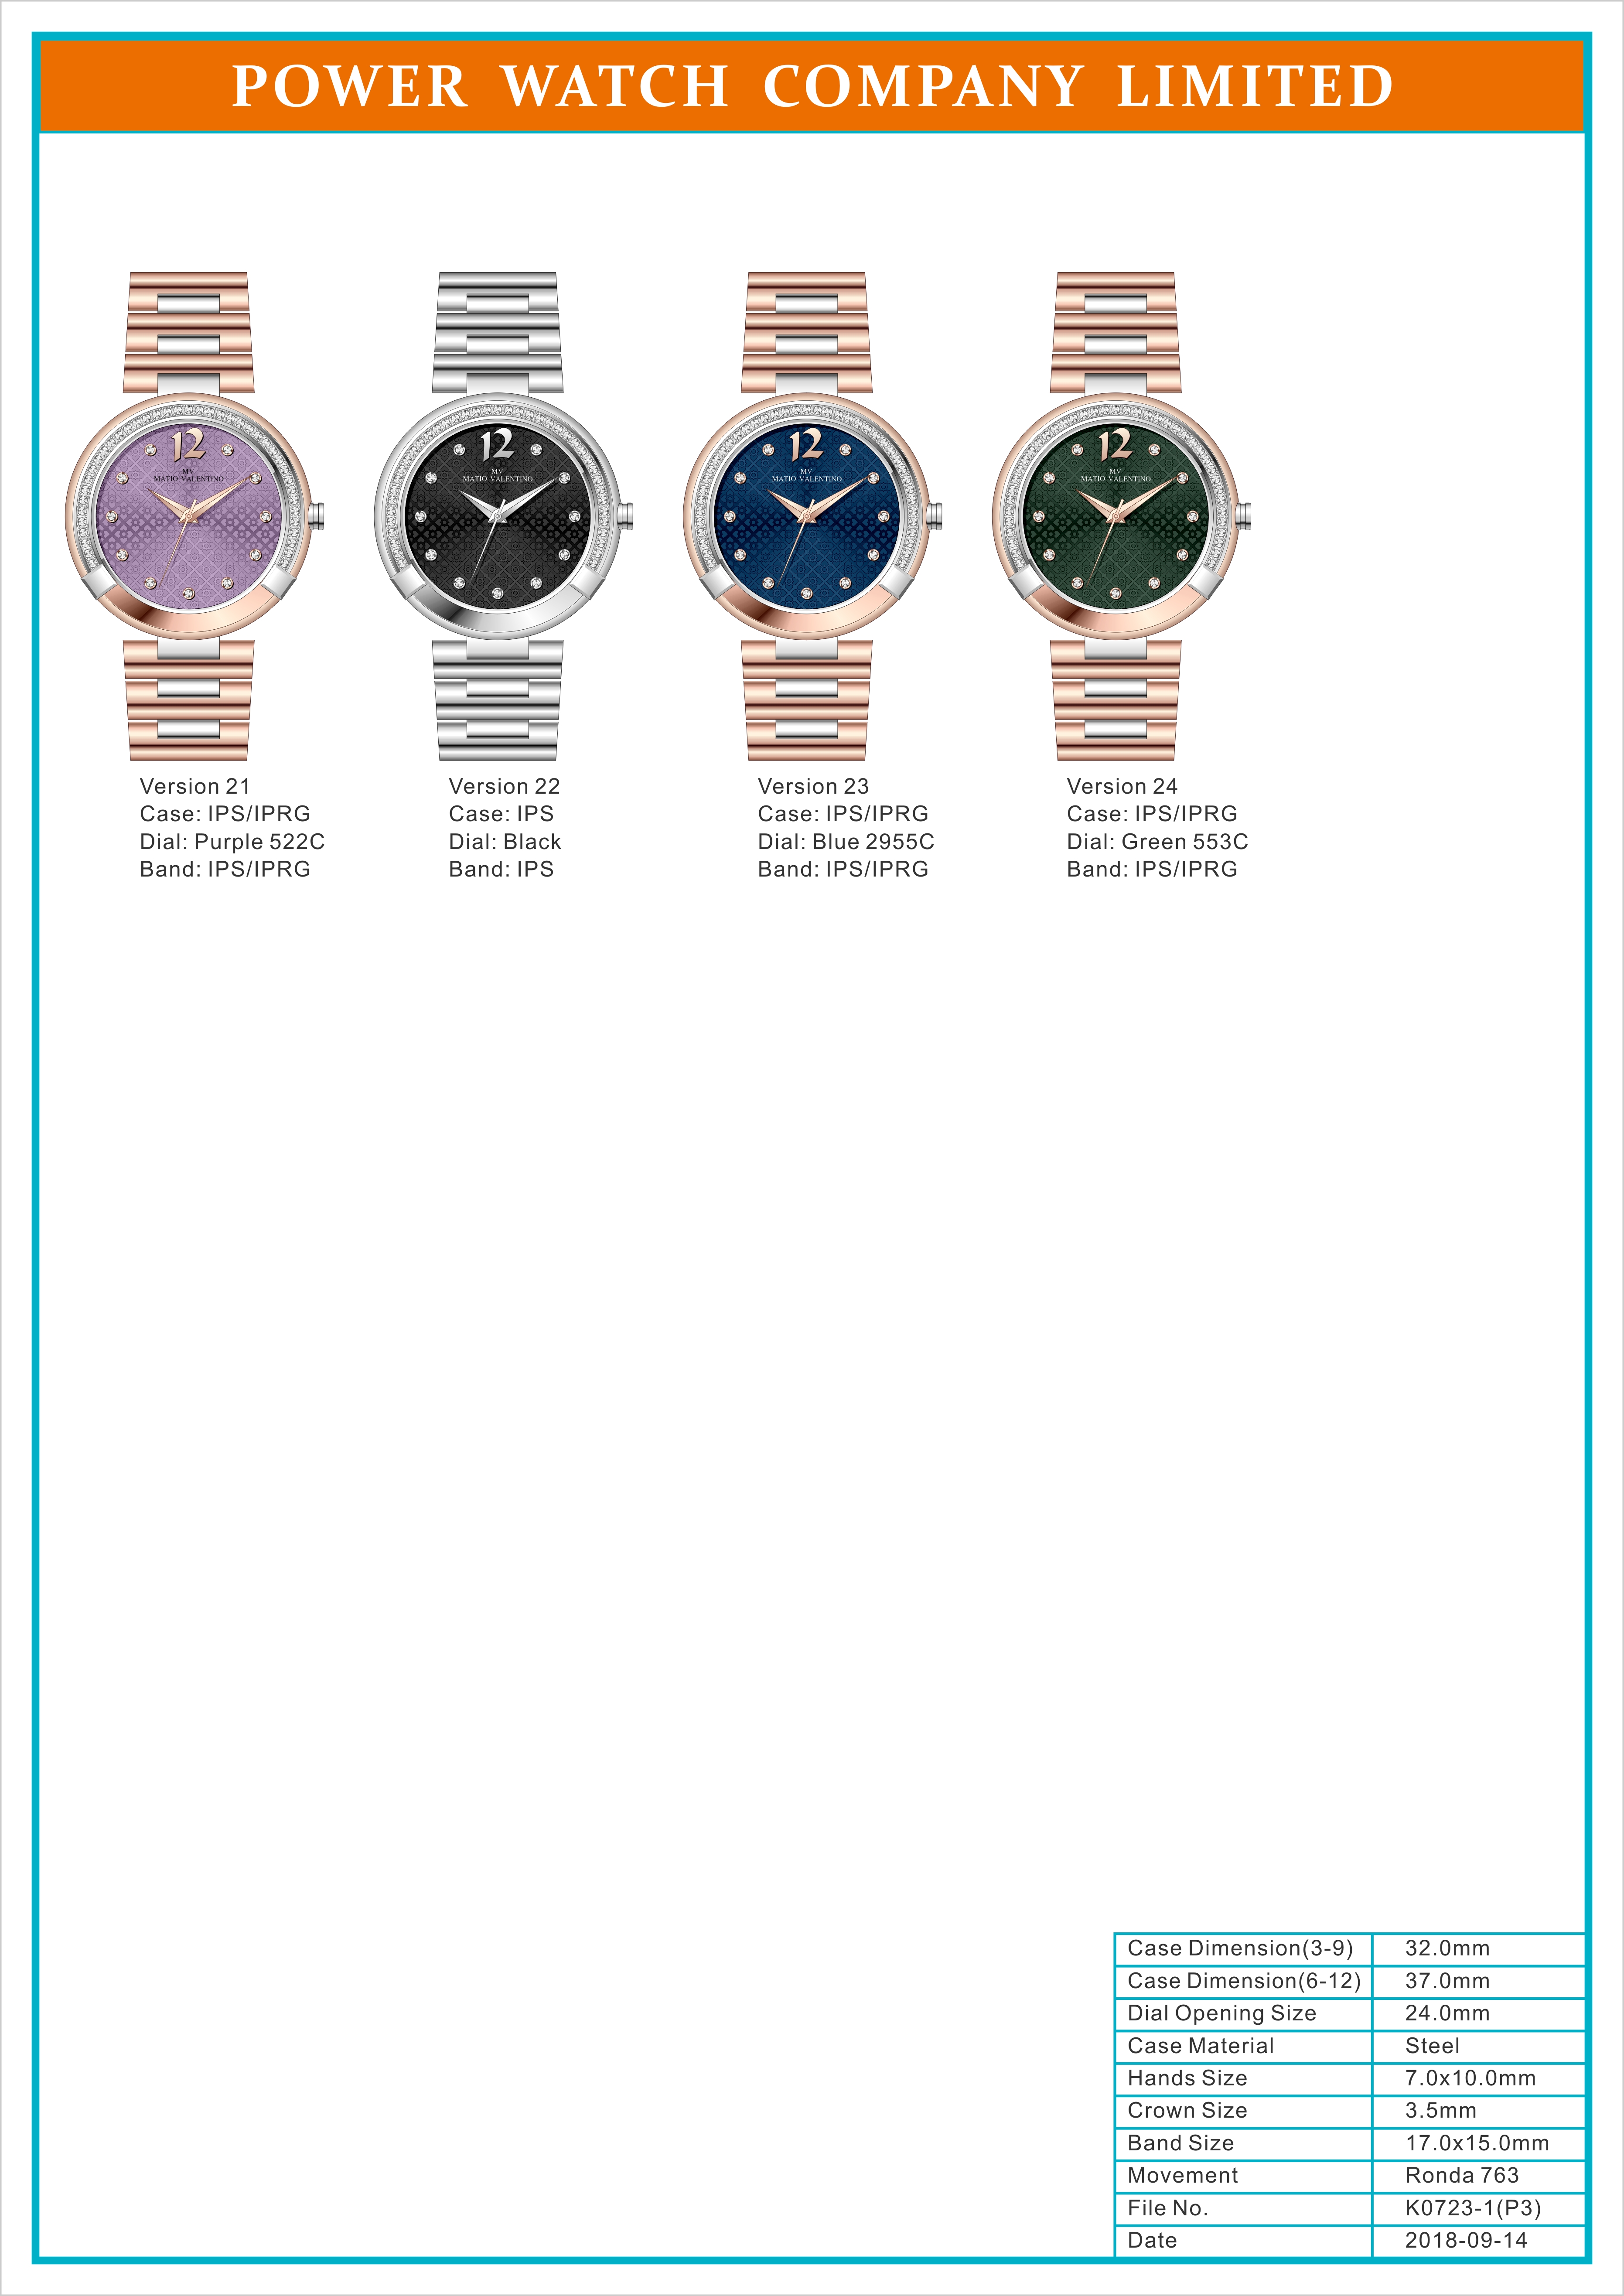 POWER WATCH COMPANY LIMITED
12
MV
MATIO VALENTINO
12
MV
MATIO VALENTINO
12
MV
MATIO VALENTINO
12
MV
MATIO VALENTINO
Version 21
Case: IPS/IPRG
Dial: Purple 522C
Band: IPS/IPRG
Version 22
Case: IPS
Dial: Black
Band: IPS
Version 23
Case: IPS/IPRG
Dial: Blue 2955C
Band: IPS/IPRG
Version 24
Case: IPS/IPRG
Dial: Green 553C
Band: IPS/IPRG
Case Dimension(3-9) 32.0mm
Case Dimension(6-12) 37.0mm
Dial Opening Size 24.0mm
Case Material Steel
Hands Size 7.0x10.0mm
Crown Size 3.5mm
Band Size 17.0x15.0mm
Movement Ronda 763
File No. K0723-1(P3)
Date 2018-09-14